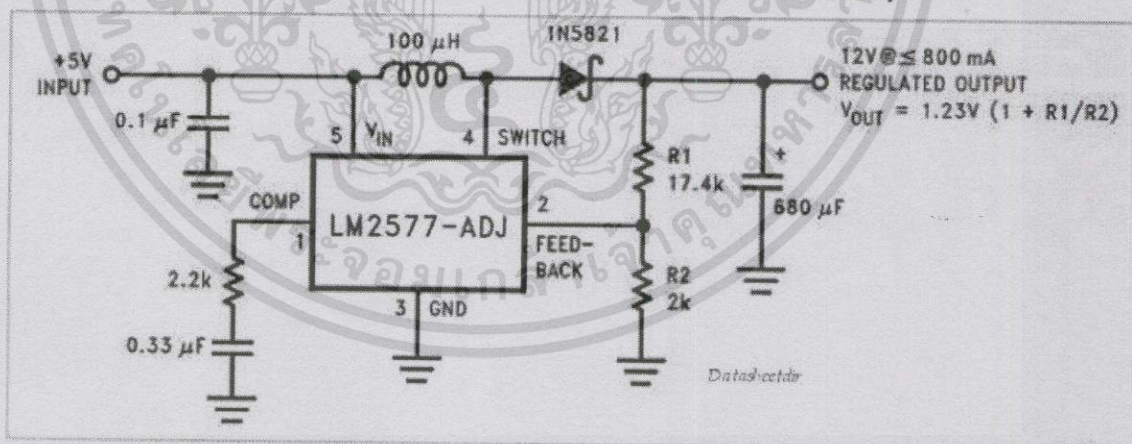 100 μH
1N5821
+5V
INPUT
12V@≤ 800 mA
REGULATED OUTPUT
V_OUT = 1.23V (1 + R1/R2)
0.1 μF
5
V_IN
4
SWITCH
R1
17.4k
+
680 μF
COMP
1
LM2577-ADJ
2
FEED-
BACK
2.2k
R2
2k
3
GND
0.33 μF
Datasheetdir